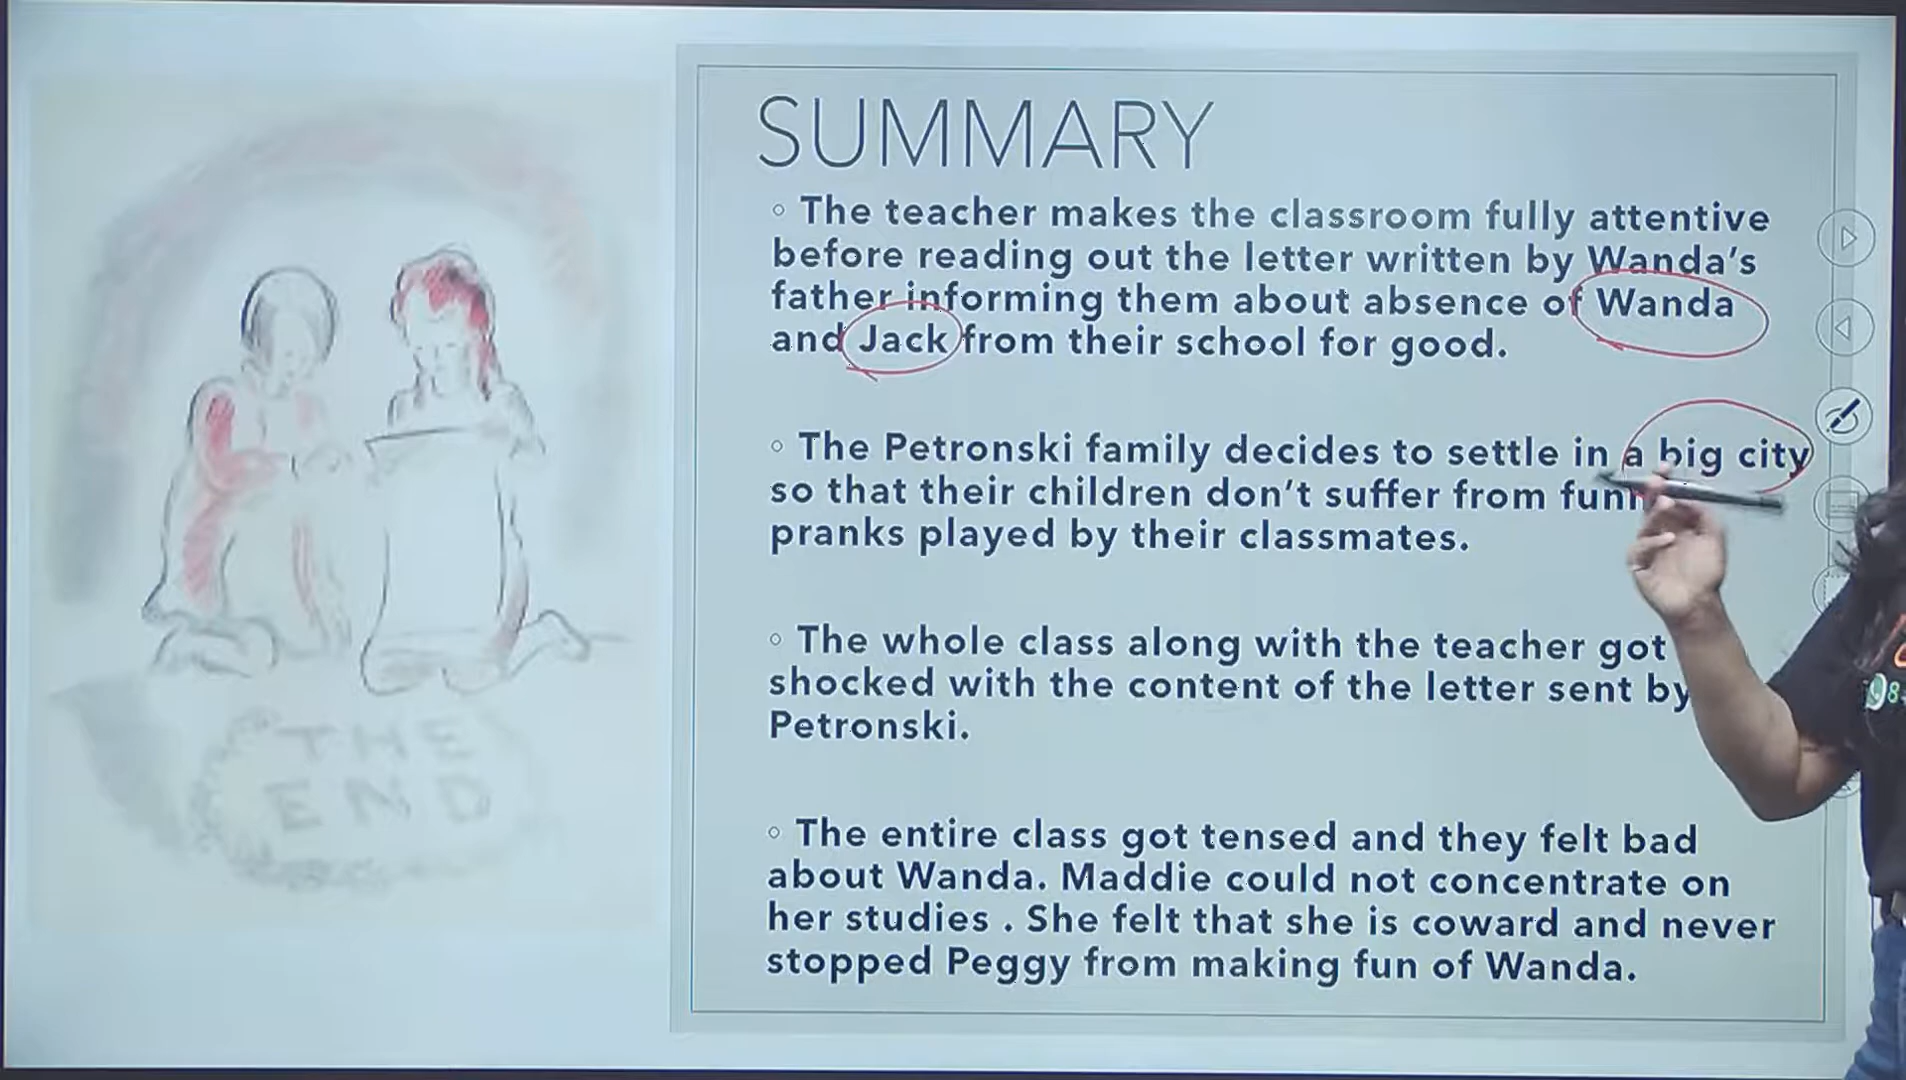 SUMMARY
◦ The teacher makes the classroom fully attentive
before reading out the letter written by Wanda's
father informing them about absence of Wanda
and Jack from their school for good.
◦ The Petronski family decides to settle in a big city
so that their children don't suffer from
pranks played by their classmates.
◦ The whole class along with the teacher got
shocked with the content of the letter sent by
Petronski.
◦ The entire class got tensed and they felt bad
about Wanda. Maddie could not concentrate on
her studies . She felt that she is coward and never
stopped Peggy from making fun of Wanda.
THE
END
8